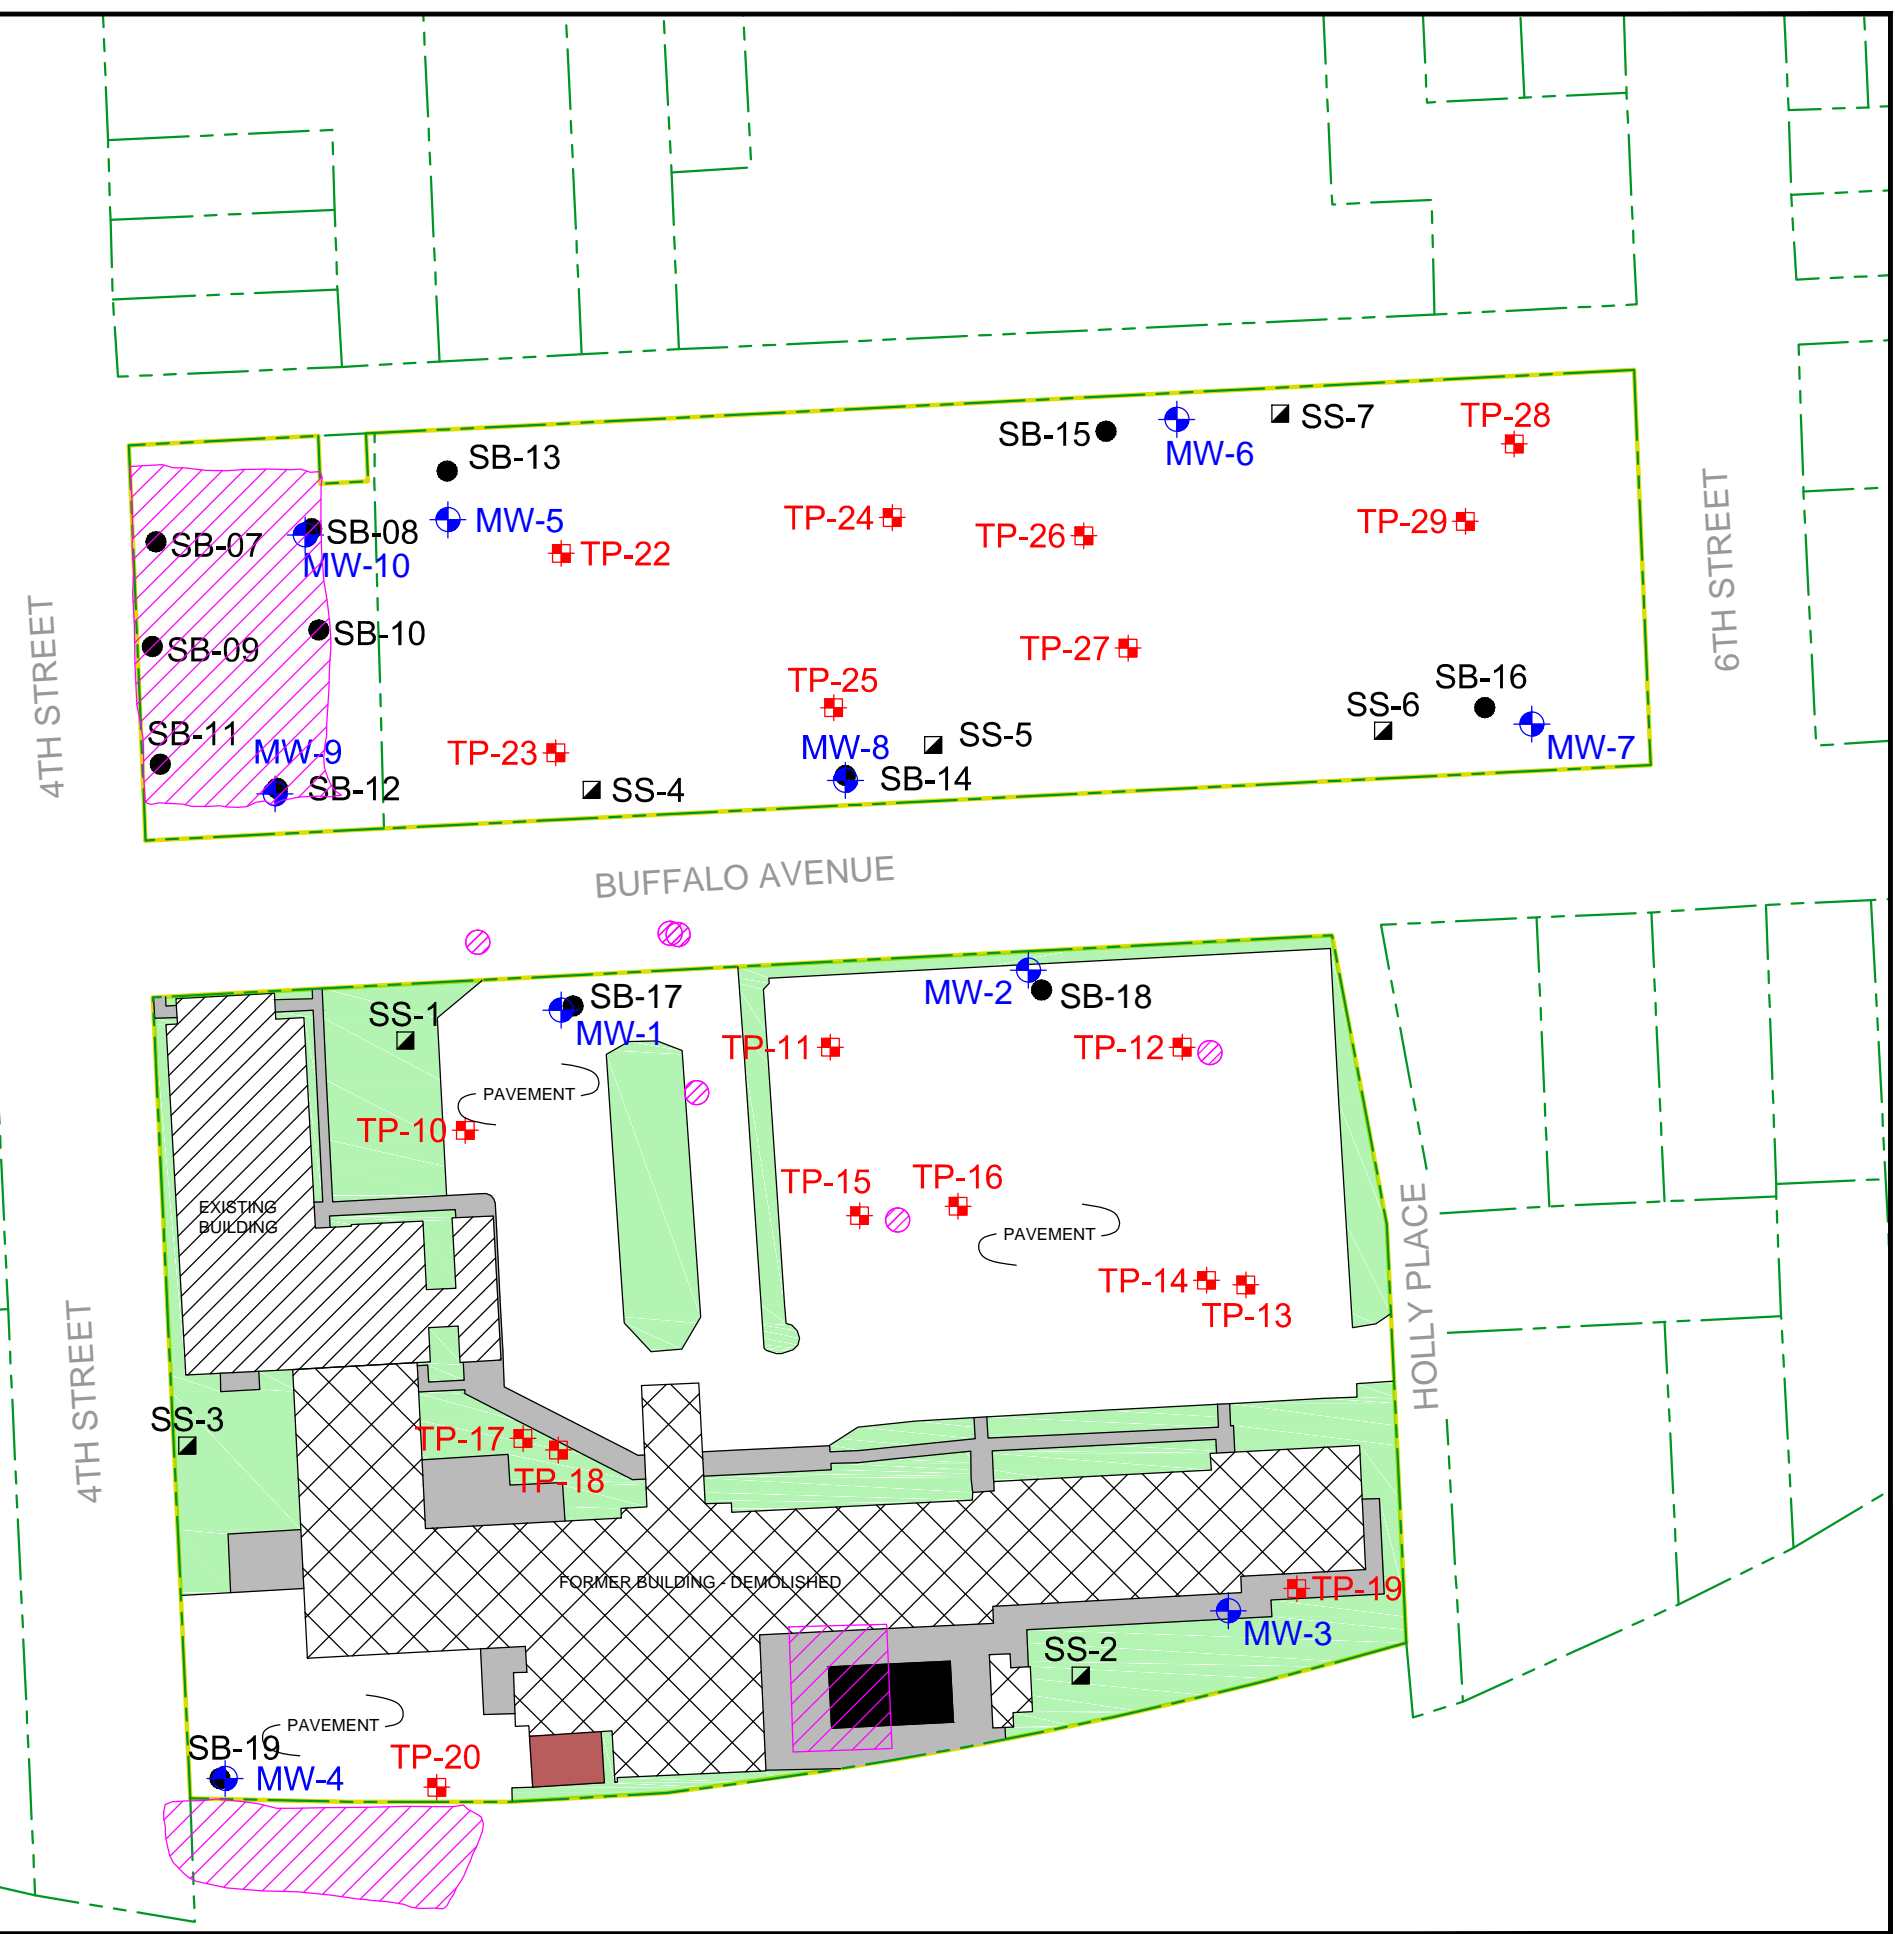 SS-7
TP-28
SB-15
MW-6
SB-13
MW-5
TP-24
TP-26
TP-29
SB-07
SB-08
MW-10
TP-22
6TH STREET
SB-09
SB-10
TP-27
4TH STREET
TP-25
SB-16
SS-6
SB-11
MW-9
TP-23
MW-8
SS-5
MW-7
SB-12
SS-4
SB-14
BUFFALO AVENUE
SS-1
SB-17
MW-1
MW-2
SB-18
TP-11
TP-12
PAVEMENT
TP-10
TP-15
TP-16
EXISTING
BUILDING
PAVEMENT
TP-14
TP-13
HOLLY PLACE
4TH STREET
SS-3
TP-17
TP-18
FORMER BUILDING - DEMOLISHED
TP-19
MW-3
SS-2
PAVEMENT
SB-19
MW-4
TP-20